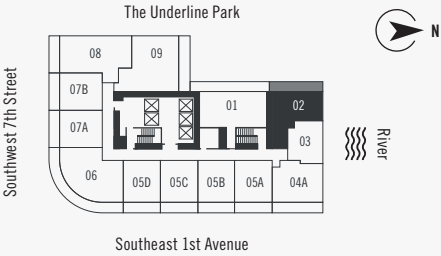 The Underline Park
N
08
09
07B
01
02
07A
03
06
05D
05C
05B
05A
04A
Southwest 7th Street
River
Southeast 1st Avenue